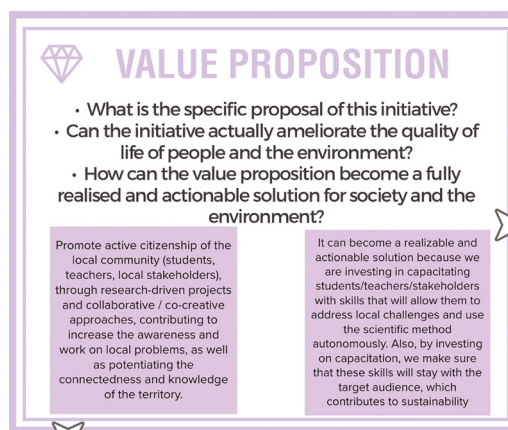 VALUE PROPOSITION
• What is the specific proposal of this initiative?
• Can the initiative actually ameliorate the quality of
life of people and the environment?
• How can the value proposition become a fully
realised and actionable solution for society and the
environment?
Promote active citizenship of the
local community (students,
teachers, local stakeholders),
through research-driven projects
and collaborative / co-creative
approaches, contributing to
increase the awareness and
work on local problems, as well
as potentiating the
connectedness and knowledge
of the territory.
It can become a realizable and
actionable solution because we
are investing in capacitating
students/teachers/stakeholders
with skills that will allow them to
address local challenges and use
the scientific method
autonomously. Also, by investing
on capacitation, we make sure
that these skills will stay with the
target audience, which
contributes to sustainability